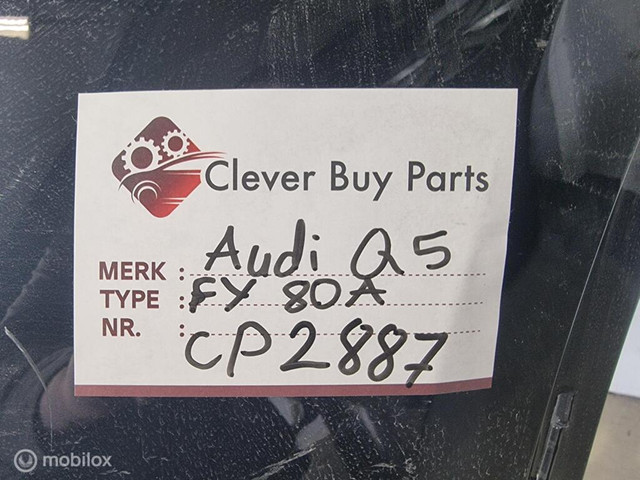 Clever Buy Parts
MERK : Audi Q5
TYPE : FY 80A
NR. : CP2887
mobilox